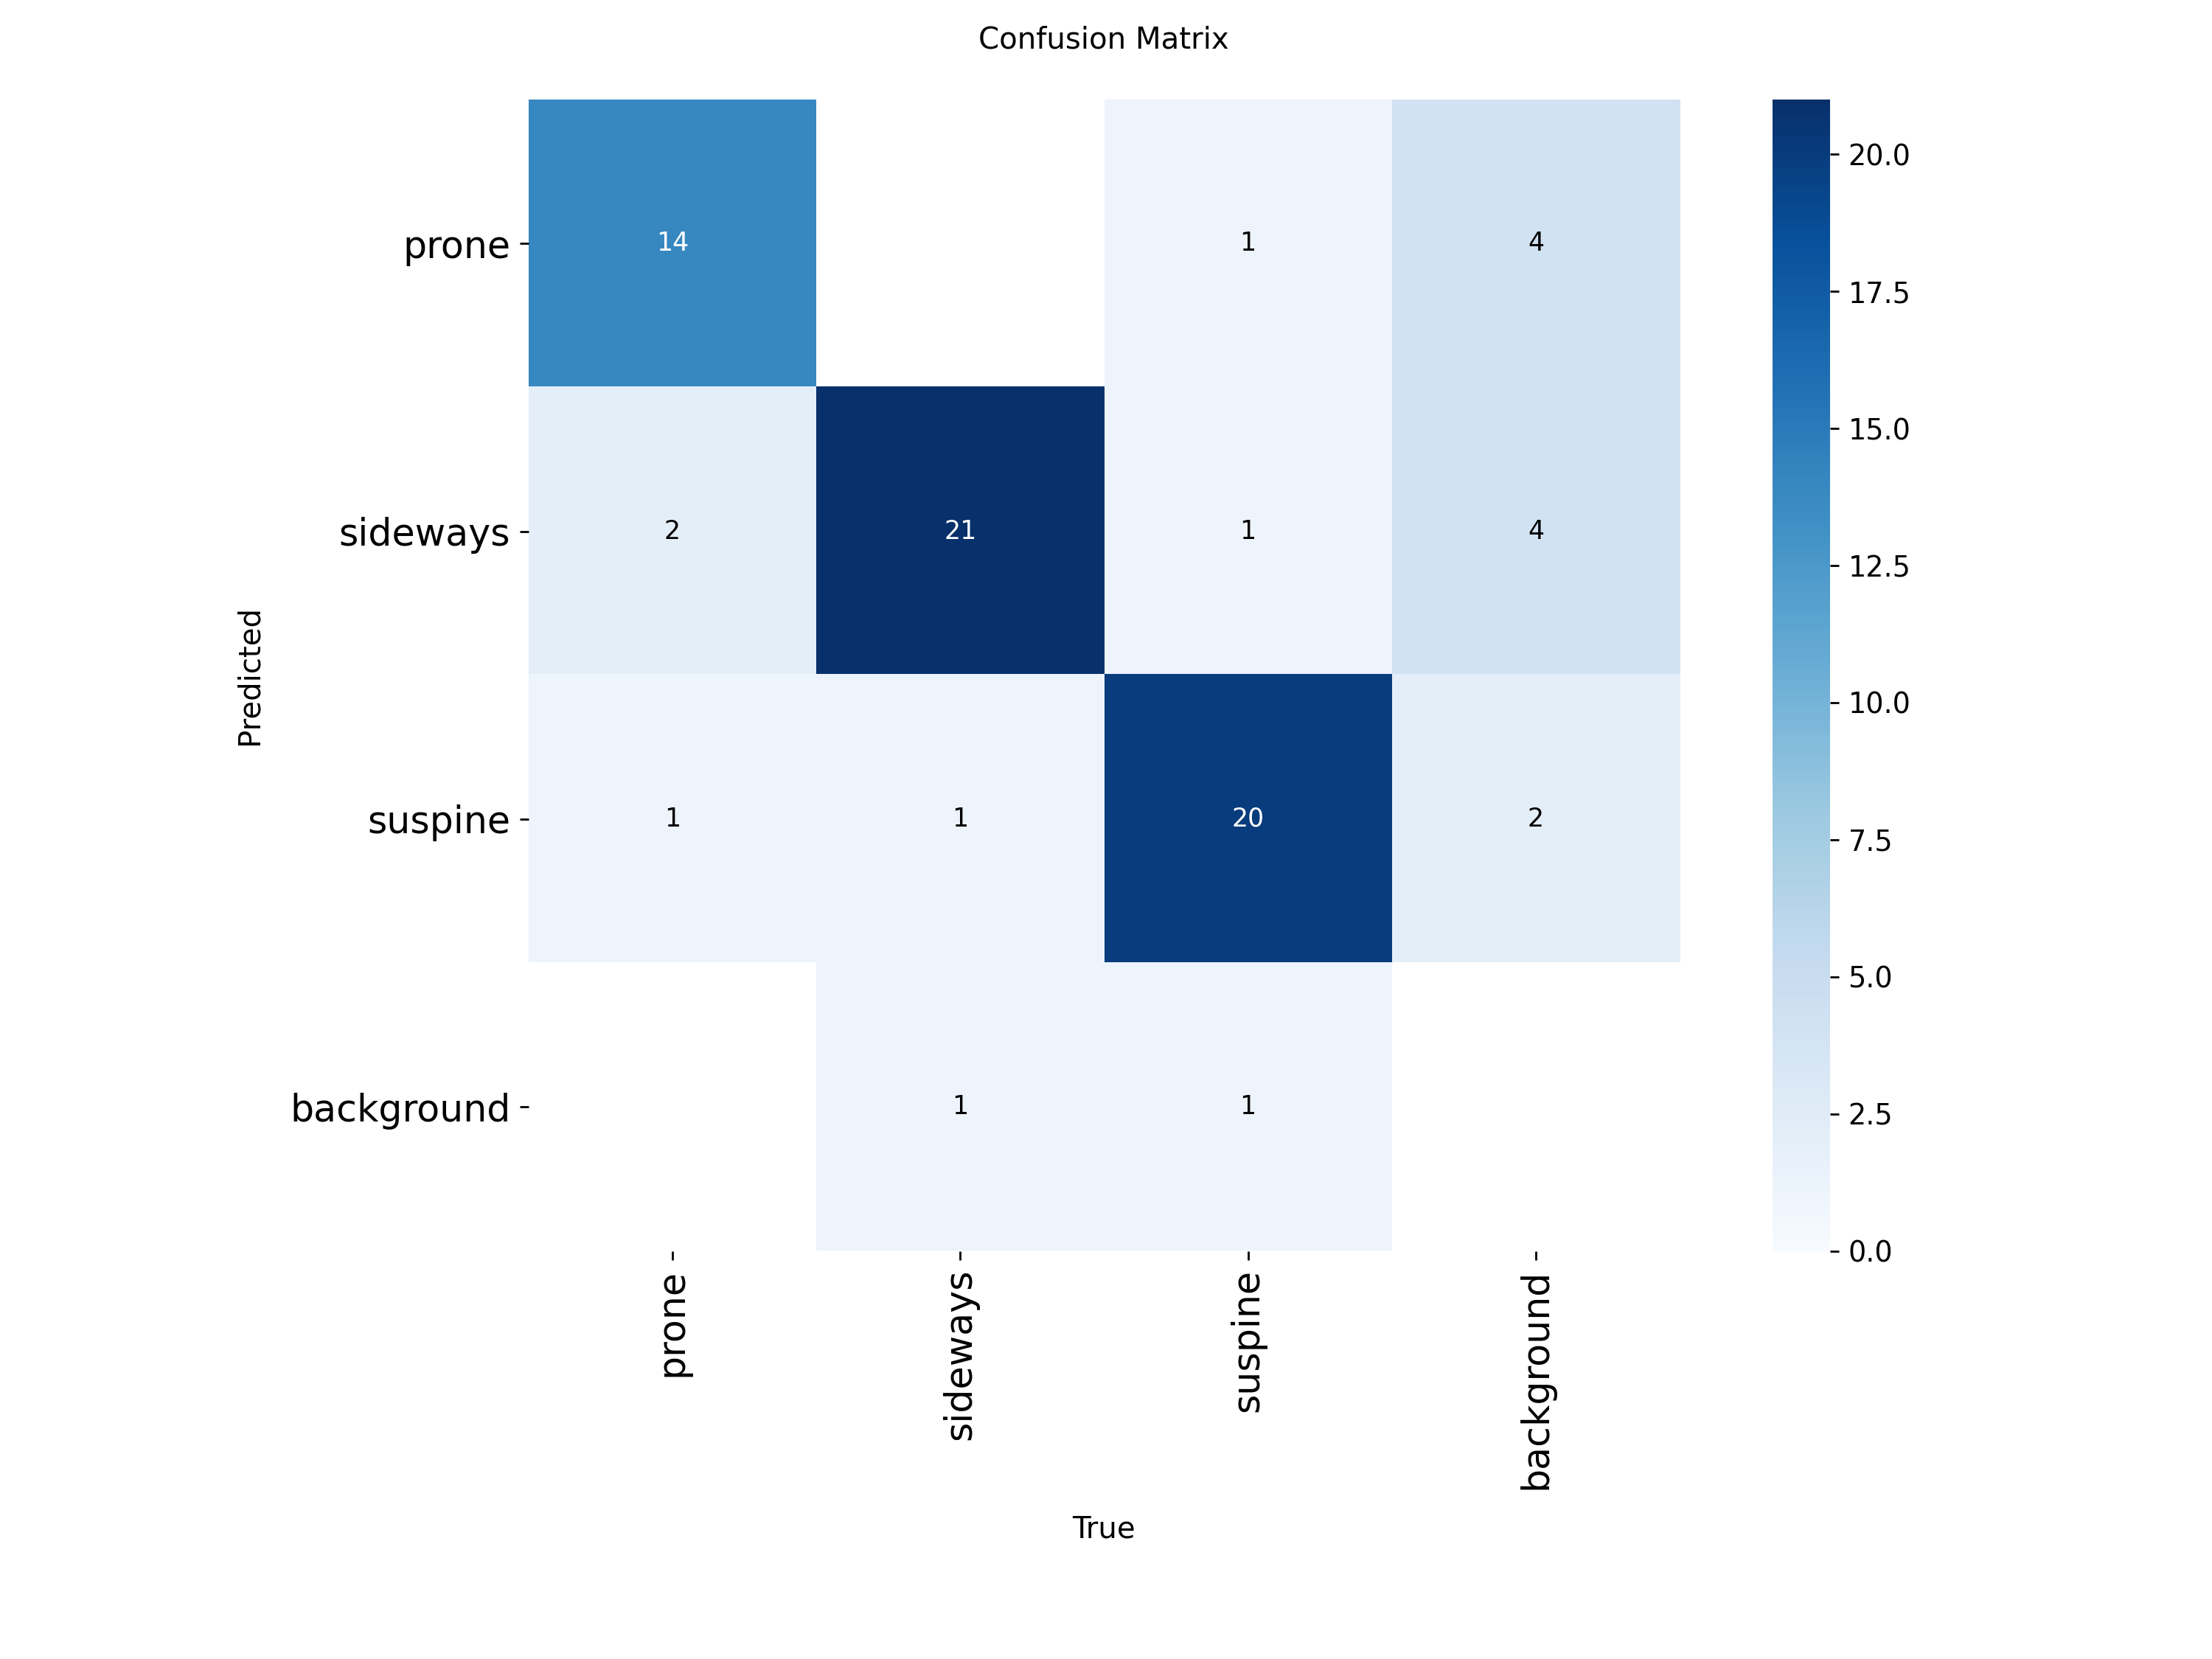 Confusion Matrix
prone
14
1
4
sideways
2
21
1
4
suspine
1
1
20
2
background
1
1
Predicted
prone
sideways
suspine
background
True
20.0
17.5
15.0
12.5
10.0
7.5
5.0
2.5
0.0